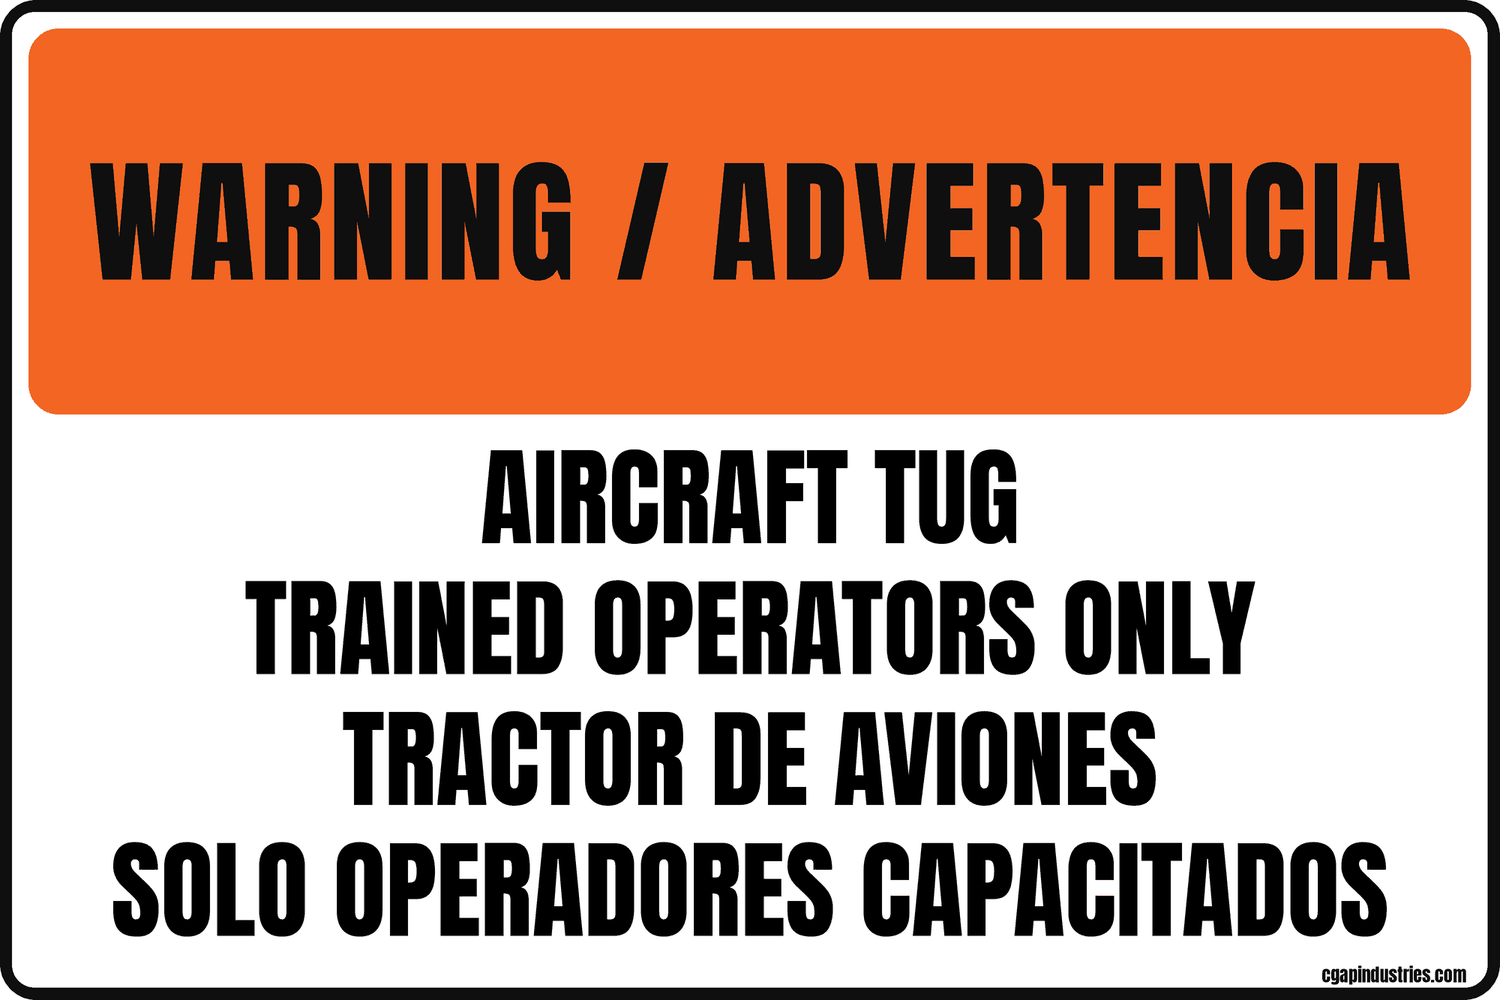 WARNING / ADVERTENCIA
AIRCRAFT TUG
TRAINED OPERATORS ONLY
TRACTOR DE AVIONES
SOLO OPERADORES CAPACITADOS
cgapindustries.com